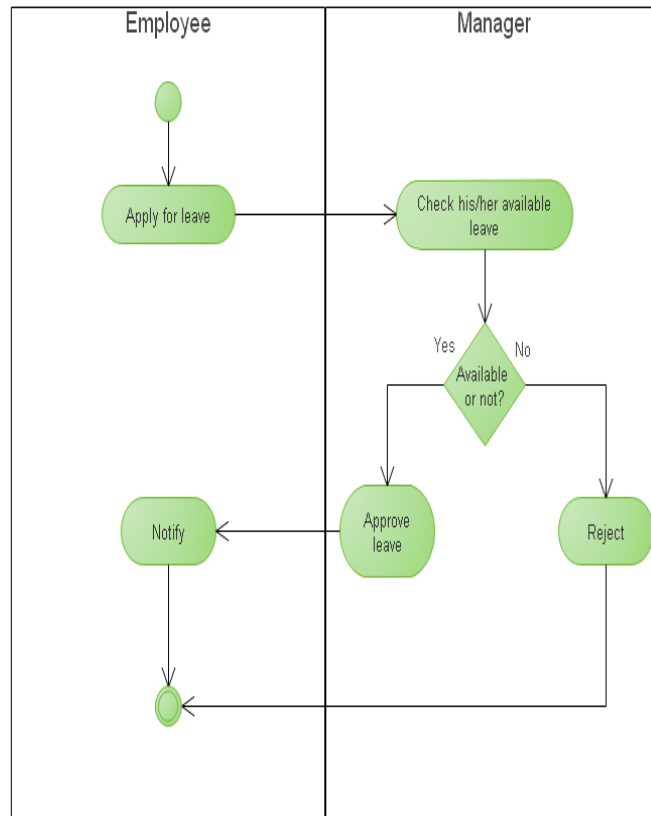 Employee
Manager
Apply for leave
Check his/her available
leave
Yes
No
Available
or not?
Notify
Approve
leave
Reject